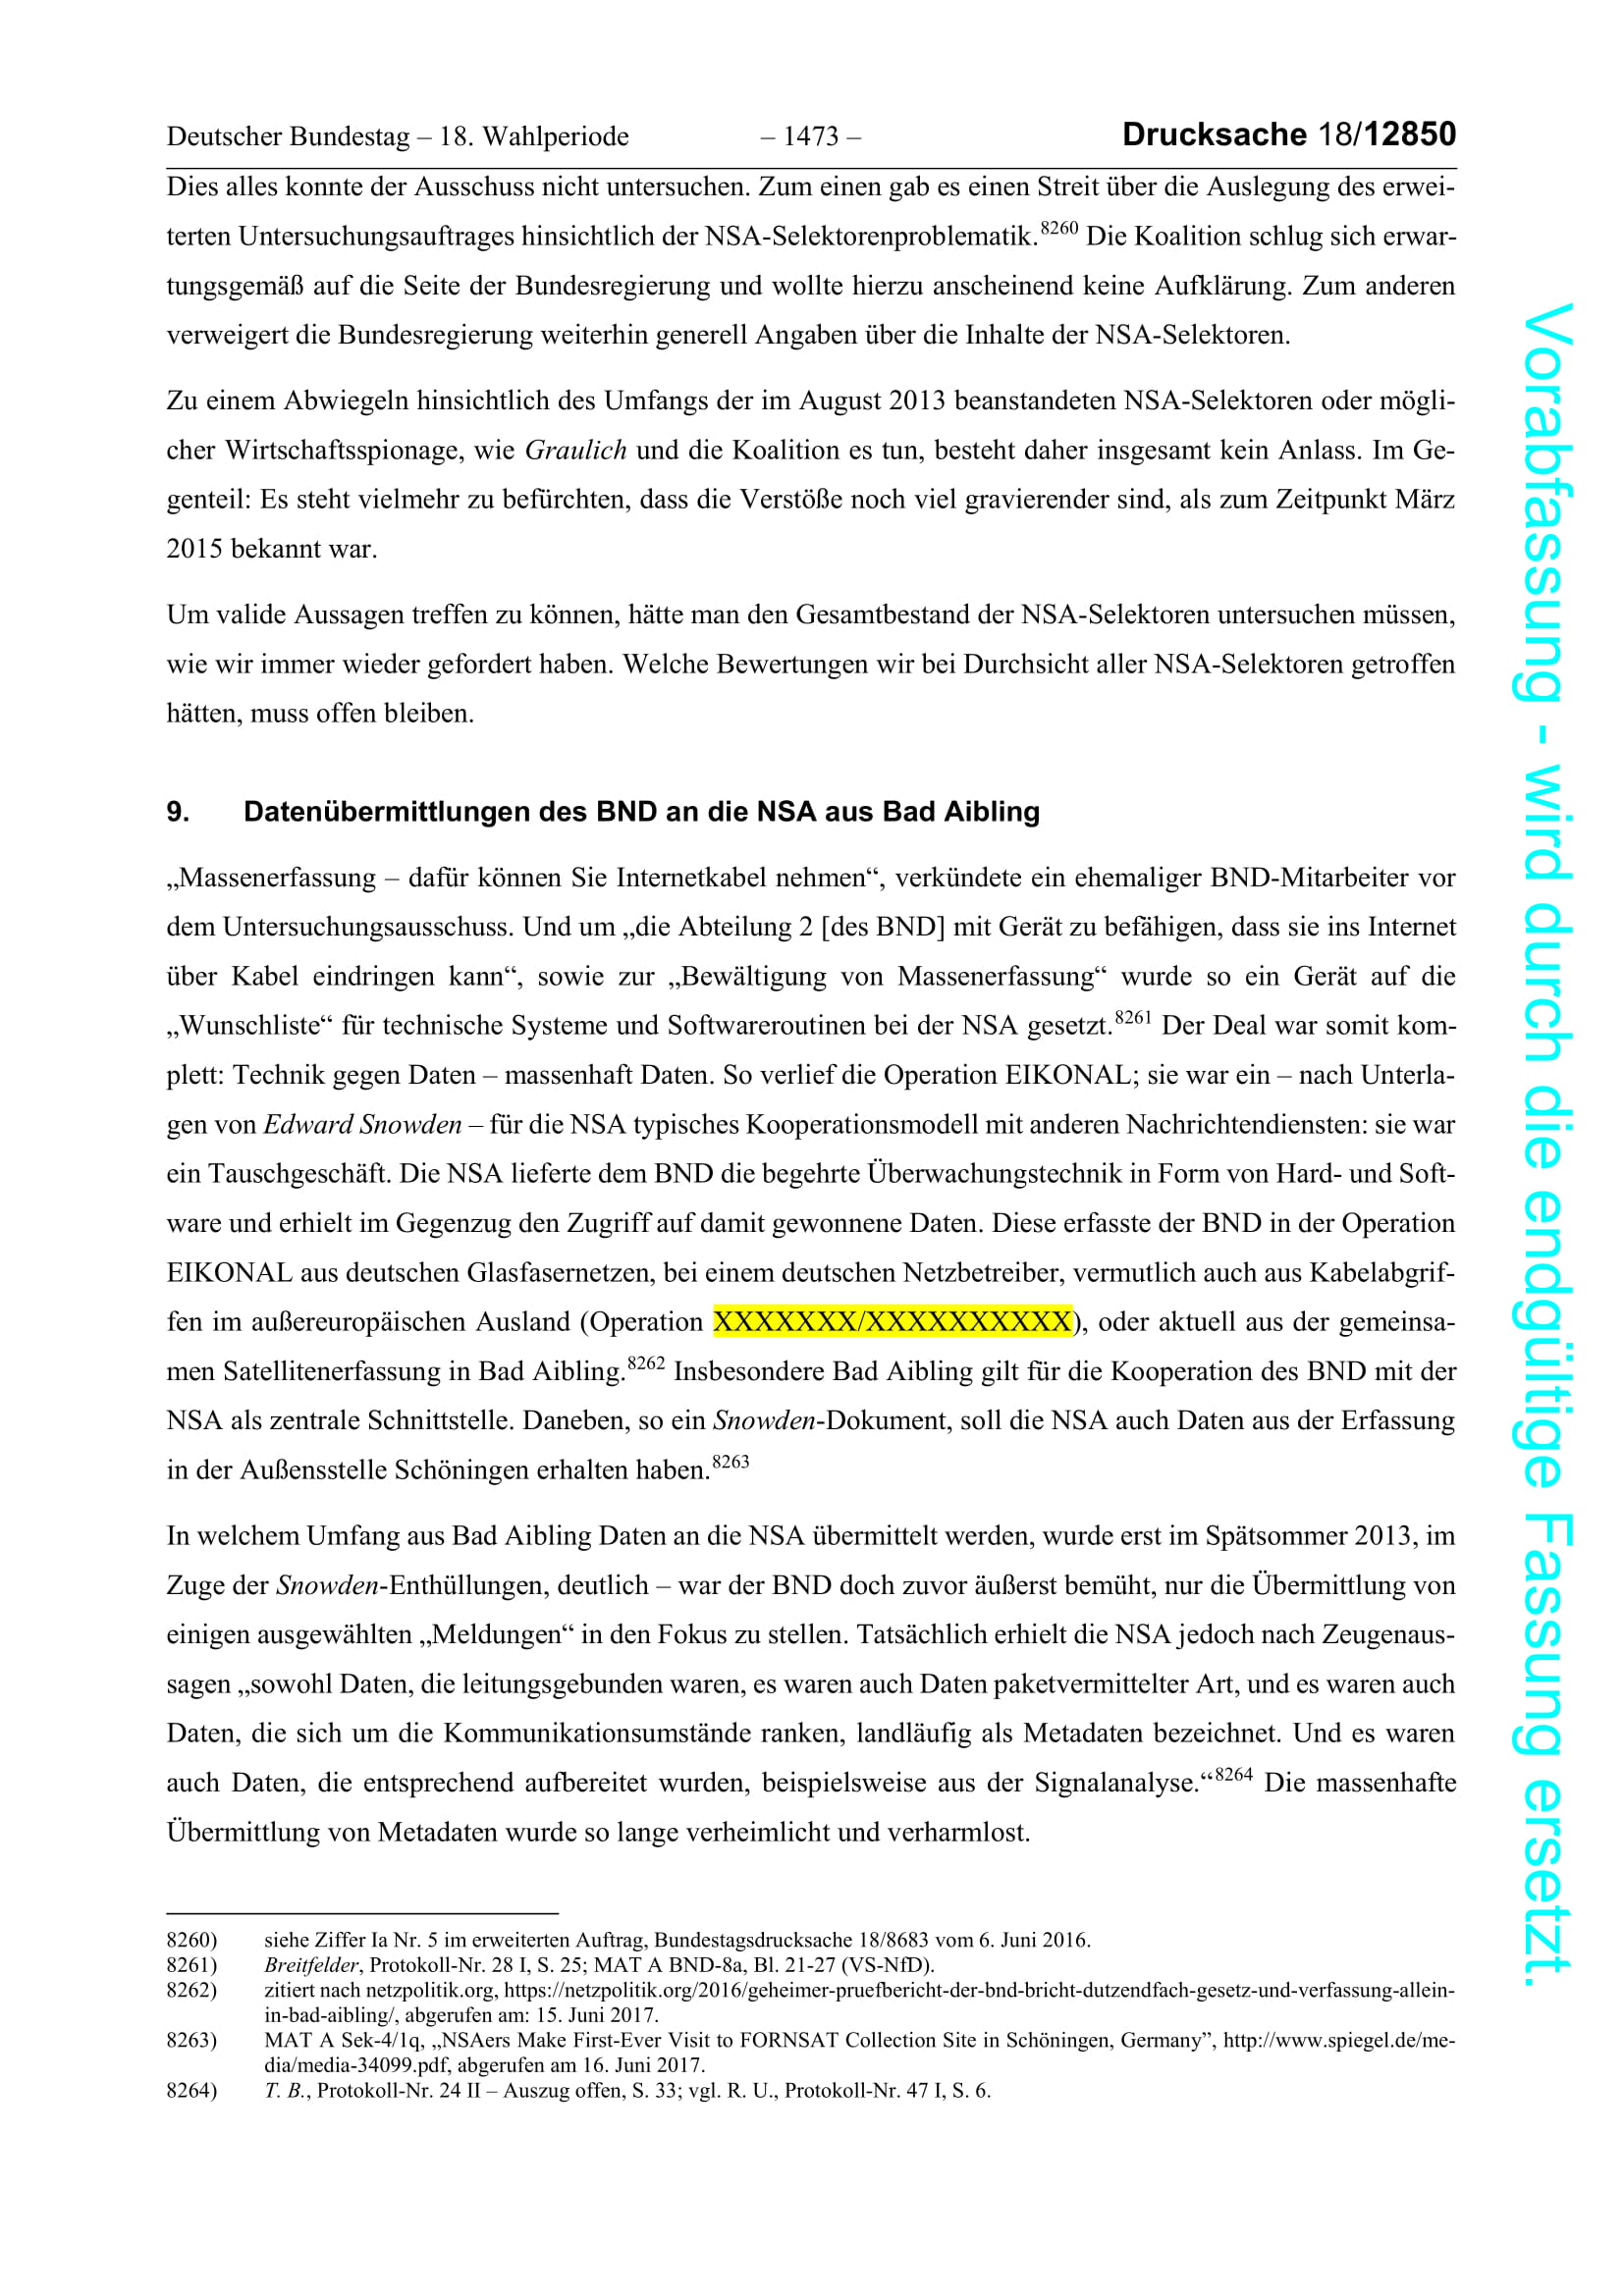 Deutscher Bundestag – 18. Wahlperiode – 1473 – Drucksache 18/12850
Dies alles konnte der Ausschuss nicht untersuchen. Zum einen gab es einen Streit über die Auslegung des erwei-
terten Untersuchungsauftrages hinsichtlich der NSA-Selektorenproblematik.8260 Die Koalition schlug sich erwar-
tungsgemäß auf die Seite der Bundesregierung und wollte hierzu anscheinend keine Aufklärung. Zum anderen
verweigert die Bundesregierung weiterhin generell Angaben über die Inhalte der NSA-Selektoren.
Zu einem Abwiegeln hinsichtlich des Umfangs der im August 2013 beanstandeten NSA-Selektoren oder mögli-
cher Wirtschaftsspionage, wie Graulich und die Koalition es tun, besteht daher insgesamt kein Anlass. Im Ge-
genteil: Es steht vielmehr zu befürchten, dass die Verstöße noch viel gravierender sind, als zum Zeitpunkt März
2015 bekannt war.
Um valide Aussagen treffen zu können, hätte man den Gesamtbestand der NSA-Selektoren untersuchen müssen,
wie wir immer wieder gefordert haben. Welche Bewertungen wir bei Durchsicht aller NSA-Selektoren getroffen
hätten, muss offen bleiben.
9. Datenübermittlungen des BND an die NSA aus Bad Aibling
„Massenerfassung – dafür können Sie Internetkabel nehmen“, verkündete ein ehemaliger BND-Mitarbeiter vor
dem Untersuchungsausschuss. Und um „die Abteilung 2 [des BND] mit Gerät zu befähigen, dass sie ins Internet
über Kabel eindringen kann“, sowie zur „Bewältigung von Massenerfassung“ wurde so ein Gerät auf die
„Wunschliste“ für technische Systeme und Softwareroutinen bei der NSA gesetzt.8261 Der Deal war somit kom-
plett: Technik gegen Daten – massenhaft Daten. So verlief die Operation EIKONAL; sie war ein – nach Unterla-
gen von Edward Snowden – für die NSA typisches Kooperationsmodell mit anderen Nachrichtendiensten: sie war
ein Tauschgeschäft. Die NSA lieferte dem BND die begehrte Überwachungstechnik in Form von Hard- und Soft-
ware und erhielt im Gegenzug den Zugriff auf damit gewonnene Daten. Diese erfasste der BND in der Operation
EIKONAL aus deutschen Glasfasernetzen, bei einem deutschen Netzbetreiber, vermutlich auch aus Kabelabgrif-
fen im außereuropäischen Ausland (Operation XXXXXXX/XXXXXXXXXX), oder aktuell aus der gemeinsa-
men Satellitenerfassung in Bad Aibling.8262 Insbesondere Bad Aibling gilt für die Kooperation des BND mit der
NSA als zentrale Schnittstelle. Daneben, so ein Snowden-Dokument, soll die NSA auch Daten aus der Erfassung
in der Außensstelle Schöningen erhalten haben.8263
In welchem Umfang aus Bad Aibling Daten an die NSA übermittelt werden, wurde erst im Spätsommer 2013, im
Zuge der Snowden-Enthüllungen, deutlich – war der BND doch zuvor äußerst bemüht, nur die Übermittlung von
einigen ausgewählten „Meldungen“ in den Fokus zu stellen. Tatsächlich erhielt die NSA jedoch nach Zeugenaus-
sagen „sowohl Daten, die leitungsgebunden waren, es waren auch Daten paketvermittelter Art, und es waren auch
Daten, die sich um die Kommunikationsumstände ranken, landläufig als Metadaten bezeichnet. Und es waren
auch Daten, die entsprechend aufbereitet wurden, beispielsweise aus der Signalanalyse.“8264 Die massenhafte
Übermittlung von Metadaten wurde so lange verheimlicht und verharmlost.
8260) siehe Ziffer Ia Nr. 5 im erweiterten Auftrag, Bundestagsdrucksache 18/8683 vom 6. Juni 2016.
8261) Breitfelder, Protokoll-Nr. 28 I, S. 25; MAT A BND-8a, Bl. 21-27 (VS-NfD).
8262) zitiert nach netzpolitik.org, https://netzpolitik.org/2016/geheimer-pruefbericht-der-bnd-bricht-dutzendfach-gesetz-und-verfassung-allein-
in-bad-aibling/, abgerufen am: 15. Juni 2017.
8263) MAT A Sek-4/1q, „NSAers Make First-Ever Visit to FORNSAT Collection Site in Schöningen, Germany”, http://www.spiegel.de/me-
dia/media-34099.pdf, abgerufen am 16. Juni 2017.
8264) T. B., Protokoll-Nr. 24 II – Auszug offen, S. 33; vgl. R. U., Protokoll-Nr. 47 I, S. 6.
Vorabfassung - wird durch die endgültige Fassung ersetzt.